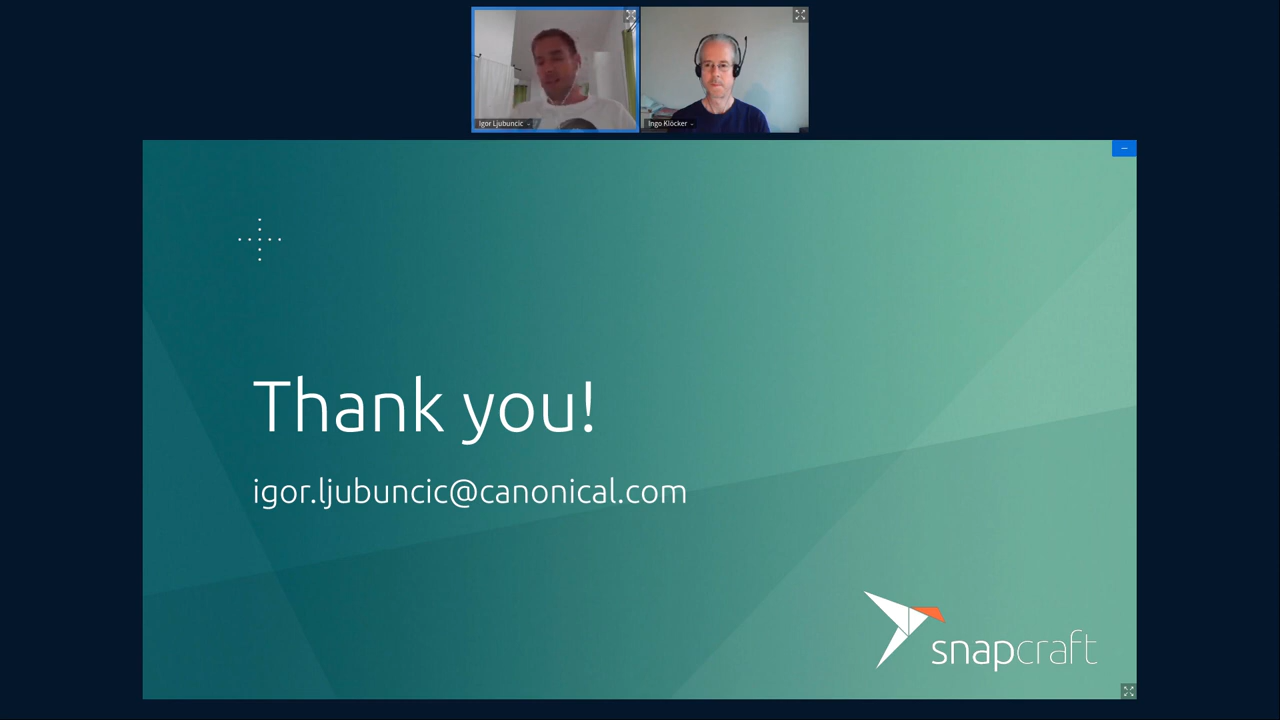 Igor Ljubuncic
Ingo Klöcker
Thank you!
igor.ljubuncic@canonical.com
snapcraft